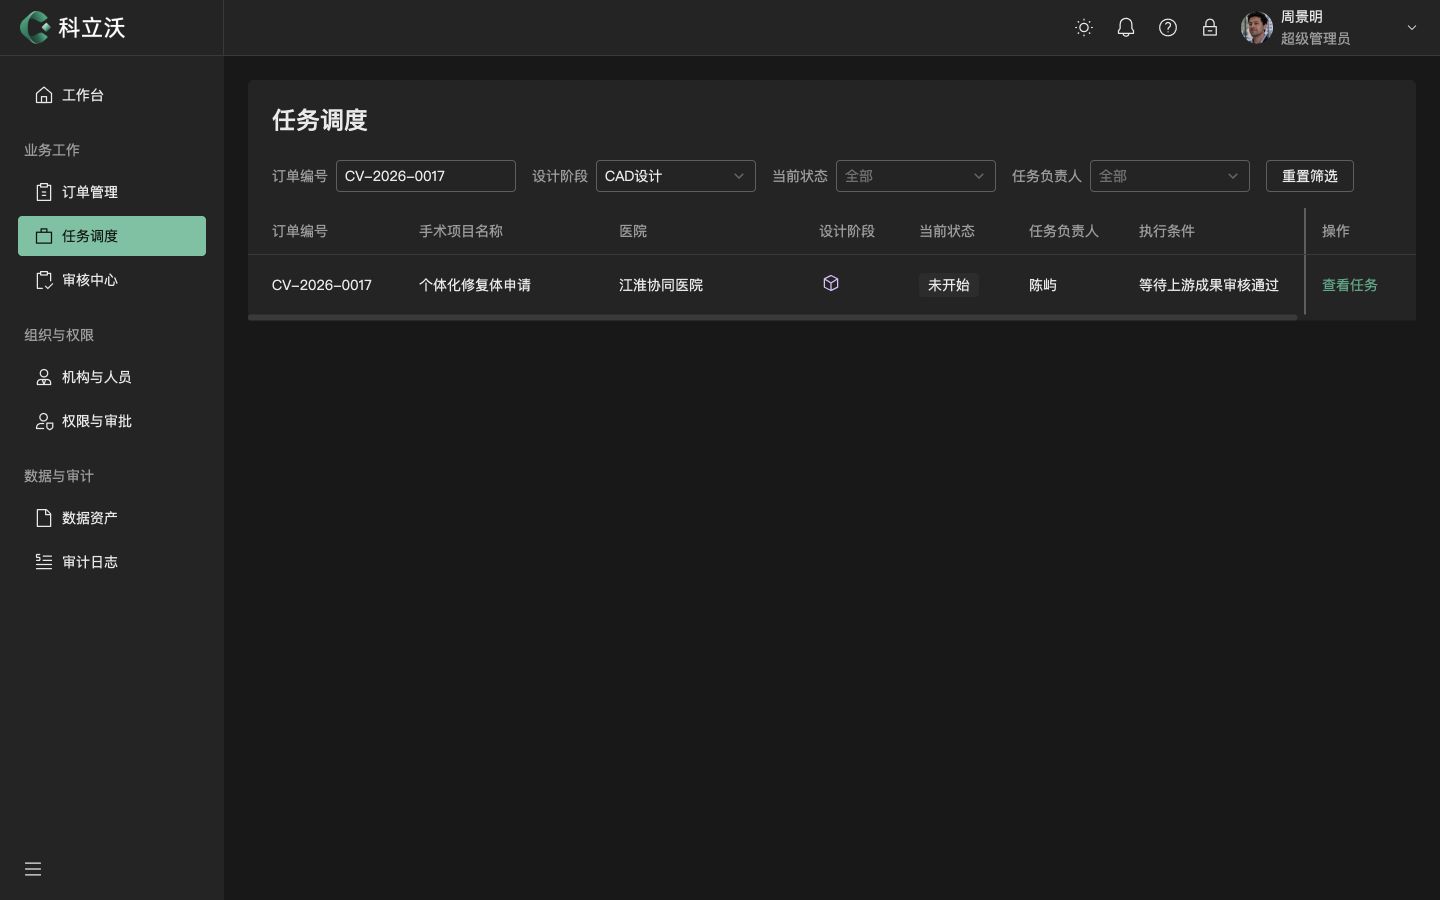 科立沃
周景明
超级管理员
工作台
业务工作
订单管理
任务调度
审核中心
组织与权限
机构与人员
权限与审批
数据与审计
数据资产
审计日志
任务调度
订单编号 CV-2026-0017 设计阶段 CAD设计 当前状态 全部 任务负责人 全部 重置筛选
订单编号 手术项目名称 医院 设计阶段 当前状态 任务负责人 执行条件 操作
CV-2026-0017 个体化修复体申请 江淮协同医院 未开始 陈屿 等待上游成果审核通过 查看任务